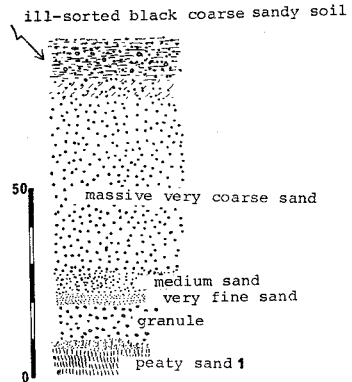 ill-sorted black coarse sandy soil
50
massive very coarse sand
medium sand
very fine sand
granule
peaty sand 1
0